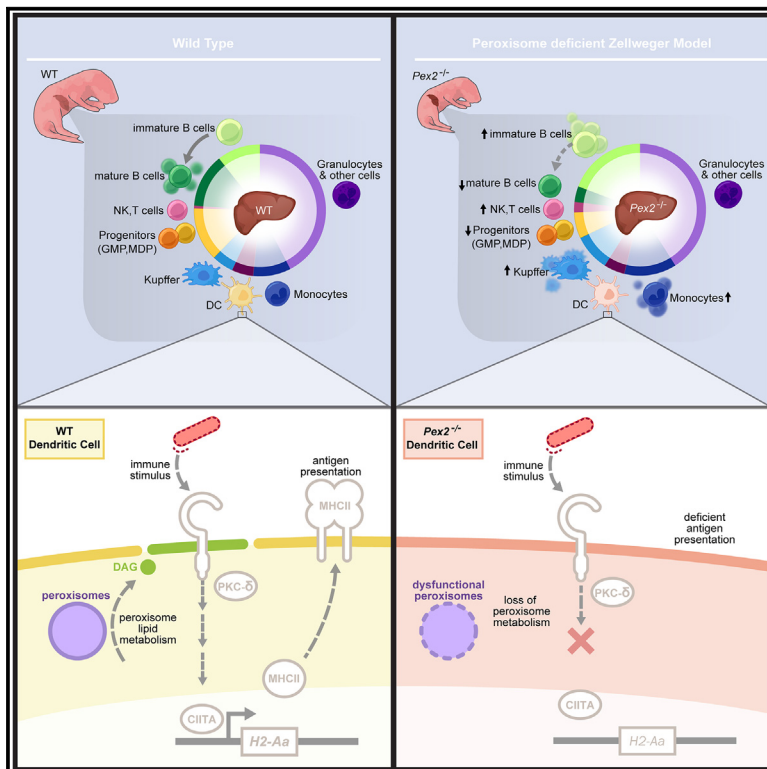 Wild Type
WT
immature B cells
mature B cells
NK,T cells
Progenitors
(GMP,MDP)
Kupffer
DC
Monocytes
Granulocytes
& other cells
WT
Peroxisome deficient Zellweger Model
Pex2⁻/⁻
↑ immature B cells
↓ mature B cells
↑ NK,T cells
↓ Progenitors
(GMP,MDP)
↑ Kupffer
DC
Monocytes ↑
Granulocytes
& other cells
Pex2⁻/⁻
WT
Dendritic Cell
immune
stimulus
antigen
presentation
MHCII
DAG
PKC-δ
peroxisomes
peroxisome
lipid
metabolism
MHCII
CIITA
H2-Aa
Pex2⁻/⁻
Dendritic Cell
immune
stimulus
deficient
antigen
presentation
PKC-δ
dysfunctional
peroxisomes
loss of
peroxisome
metabolism
CIITA
H2-Aa